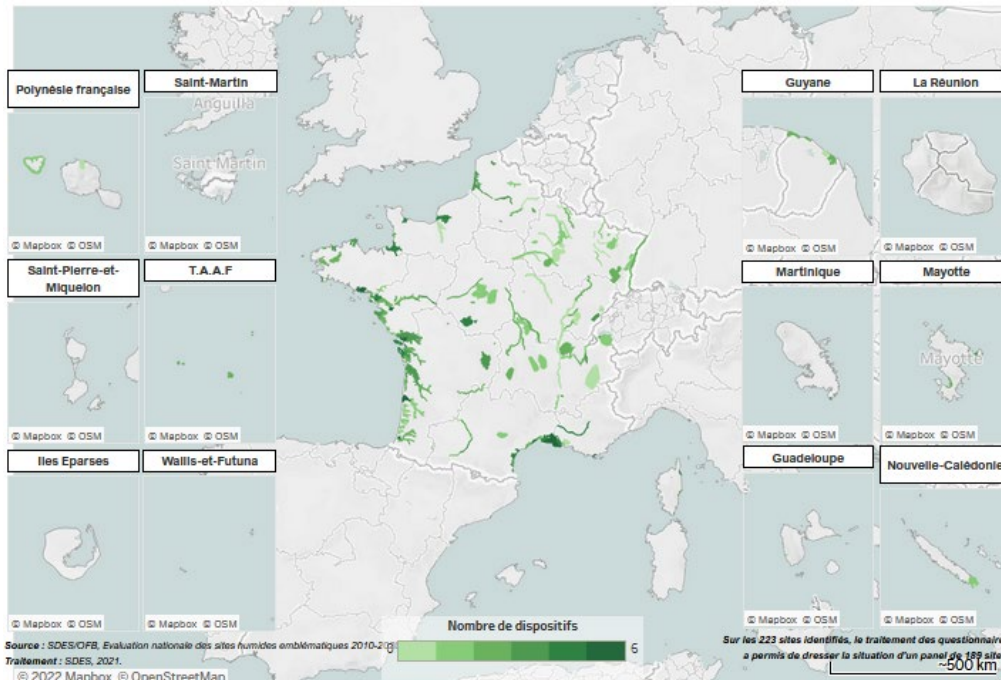 Polynésie française
Saint-Martin
Anguilla
Saint Martin
© Mapbox © OSM
© Mapbox © OSM
Saint-Pierre-et-
Miquelon
T.A.A.F
© Mapbox © OSM
© Mapbox © OSM
Iles Eparses
Wallis-et-Futuna
© Mapbox © OSM
© Mapbox © OSM
Guyane
La Réunion
© Mapbox © OSM
© Mapbox © OSM
Martinique
Mayotte
Mayotte
© Mapbox © OSM
© Mapbox © OSM
Guadeloupe
Nouvelle-Calédonie
© Mapbox © OSM
© Mapbox © OSM
Nombre de dispositifs
6
Source : SDES/OFB, Evaluation nationale des sites humides emblématiques 2010-
Traitement : SDES, 2021.
© 2022 Mapbox © OpenStreetMap
Sur les 223 sites identifiés, le traitement des questionnaire
a permis de dresser la situation d'un panel de 189 site
~500 km